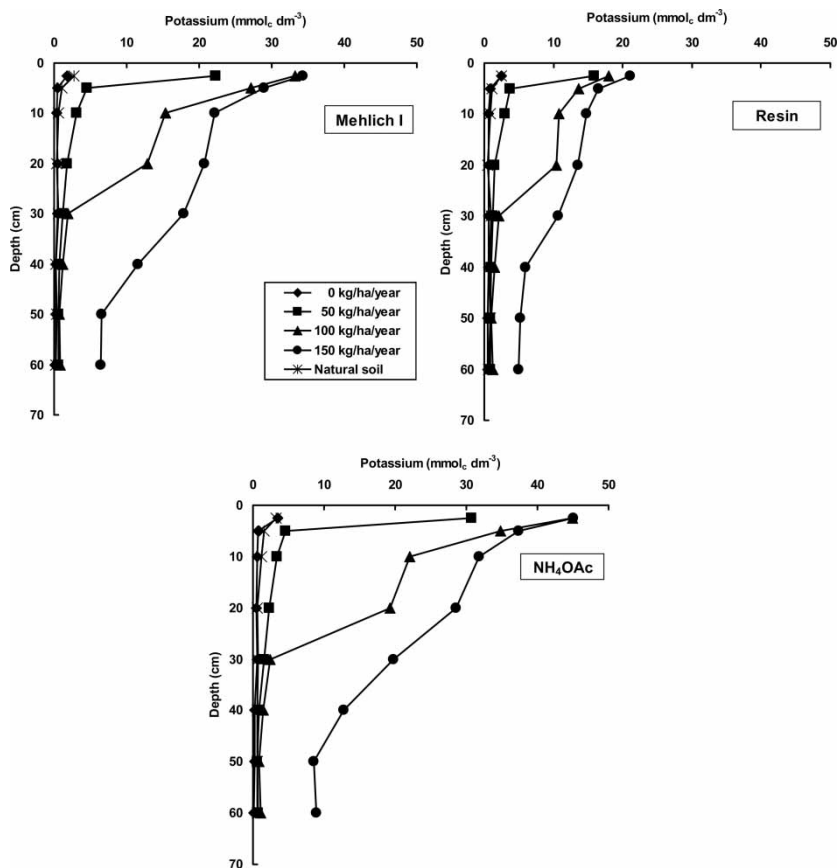 Potassium (mmolc dm-3)
0 10 20 30 40 50
0
10
20
30
40
50
60
70
Depth (cm)
Mehlich I
0 kg/ha/year
50 kg/ha/year
100 kg/ha/year
150 kg/ha/year
Natural soil
Potassium (mmolc dm-3)
0 10 20 30 40 50
0
10
20
30
40
50
60
70
Depth (cm)
Resin
Potassium (mmolc dm-3)
0 10 20 30 40 50
0
10
20
30
40
50
60
70
Depth (cm)
NH4OAc